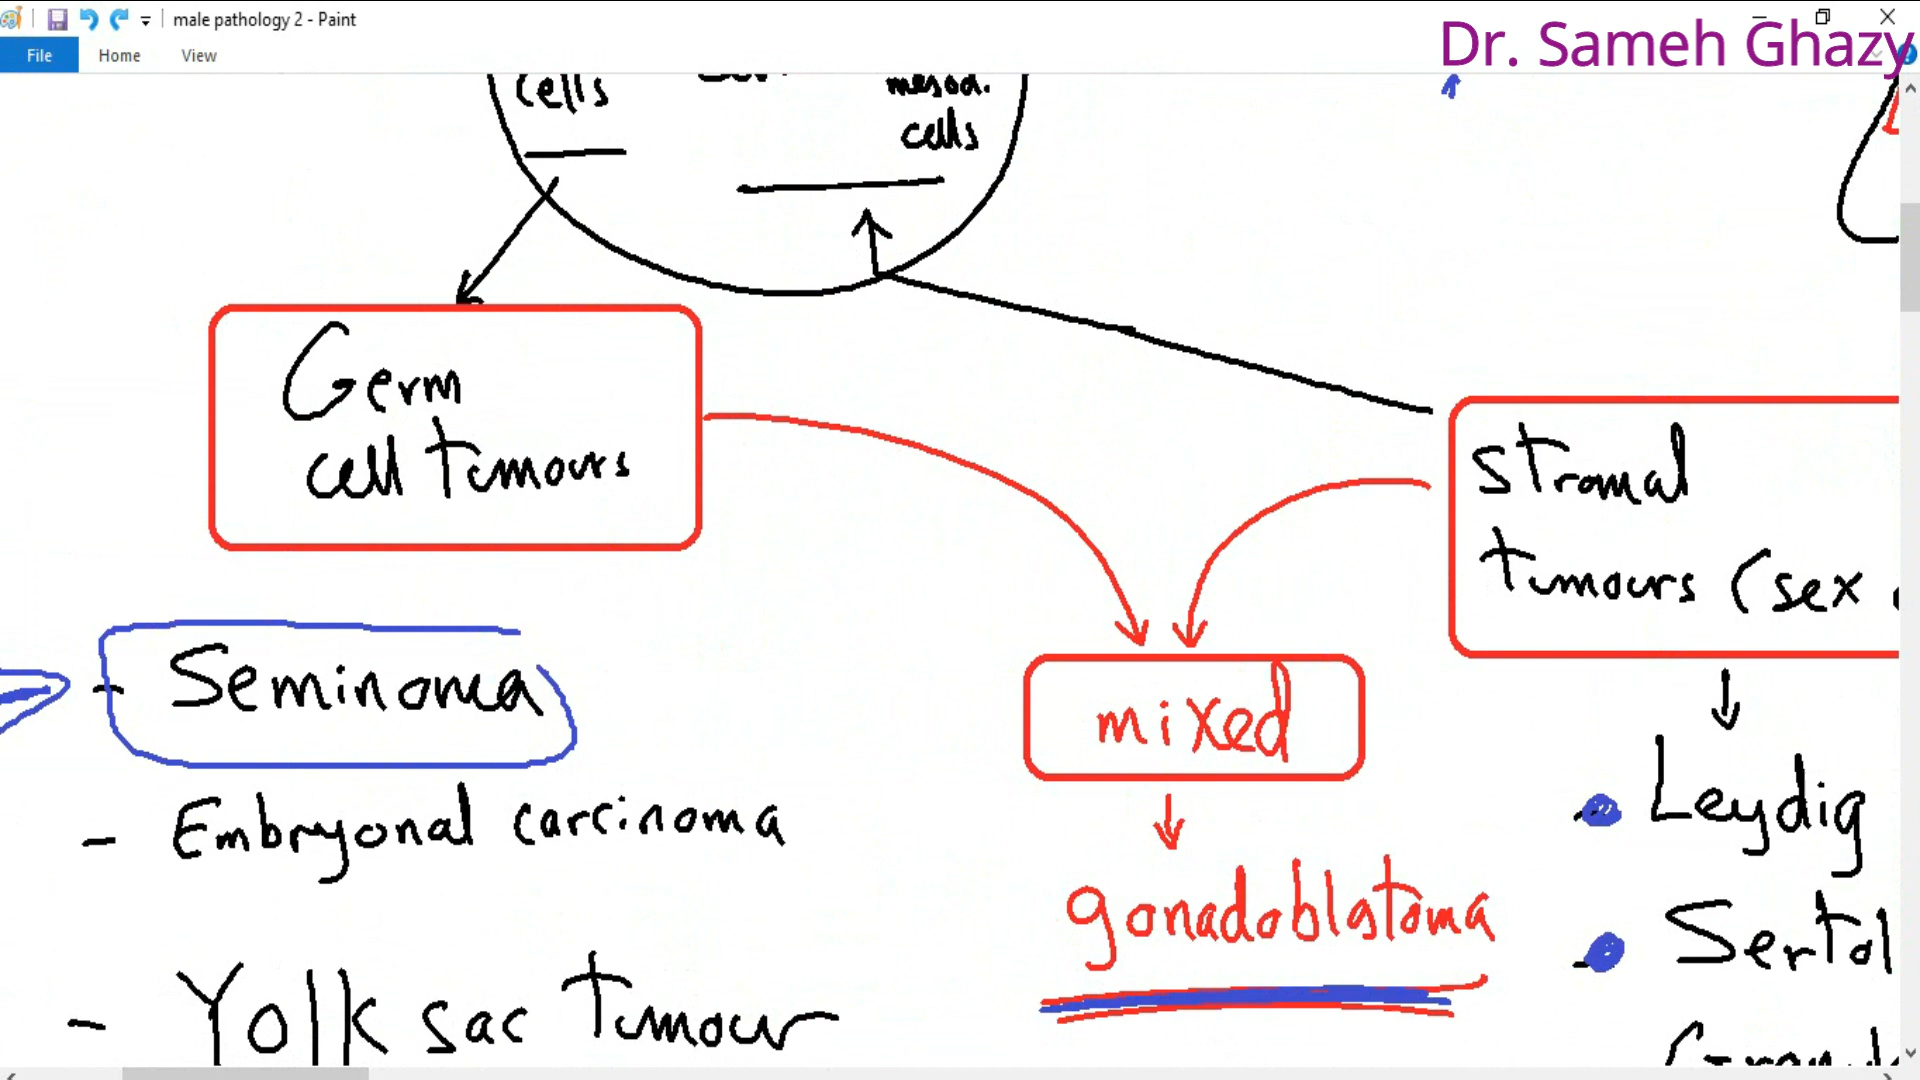 male pathology 2 - Paint
Dr. Sameh Ghazy
File Home View
cells
mesod.
cells
Germ
cell tumours
stromal
tumours (sex
- Seminoma
mixed
Leydig
- Embryonal carcinoma
gonadoblatoma
Sertol
- Yolk sac tumour